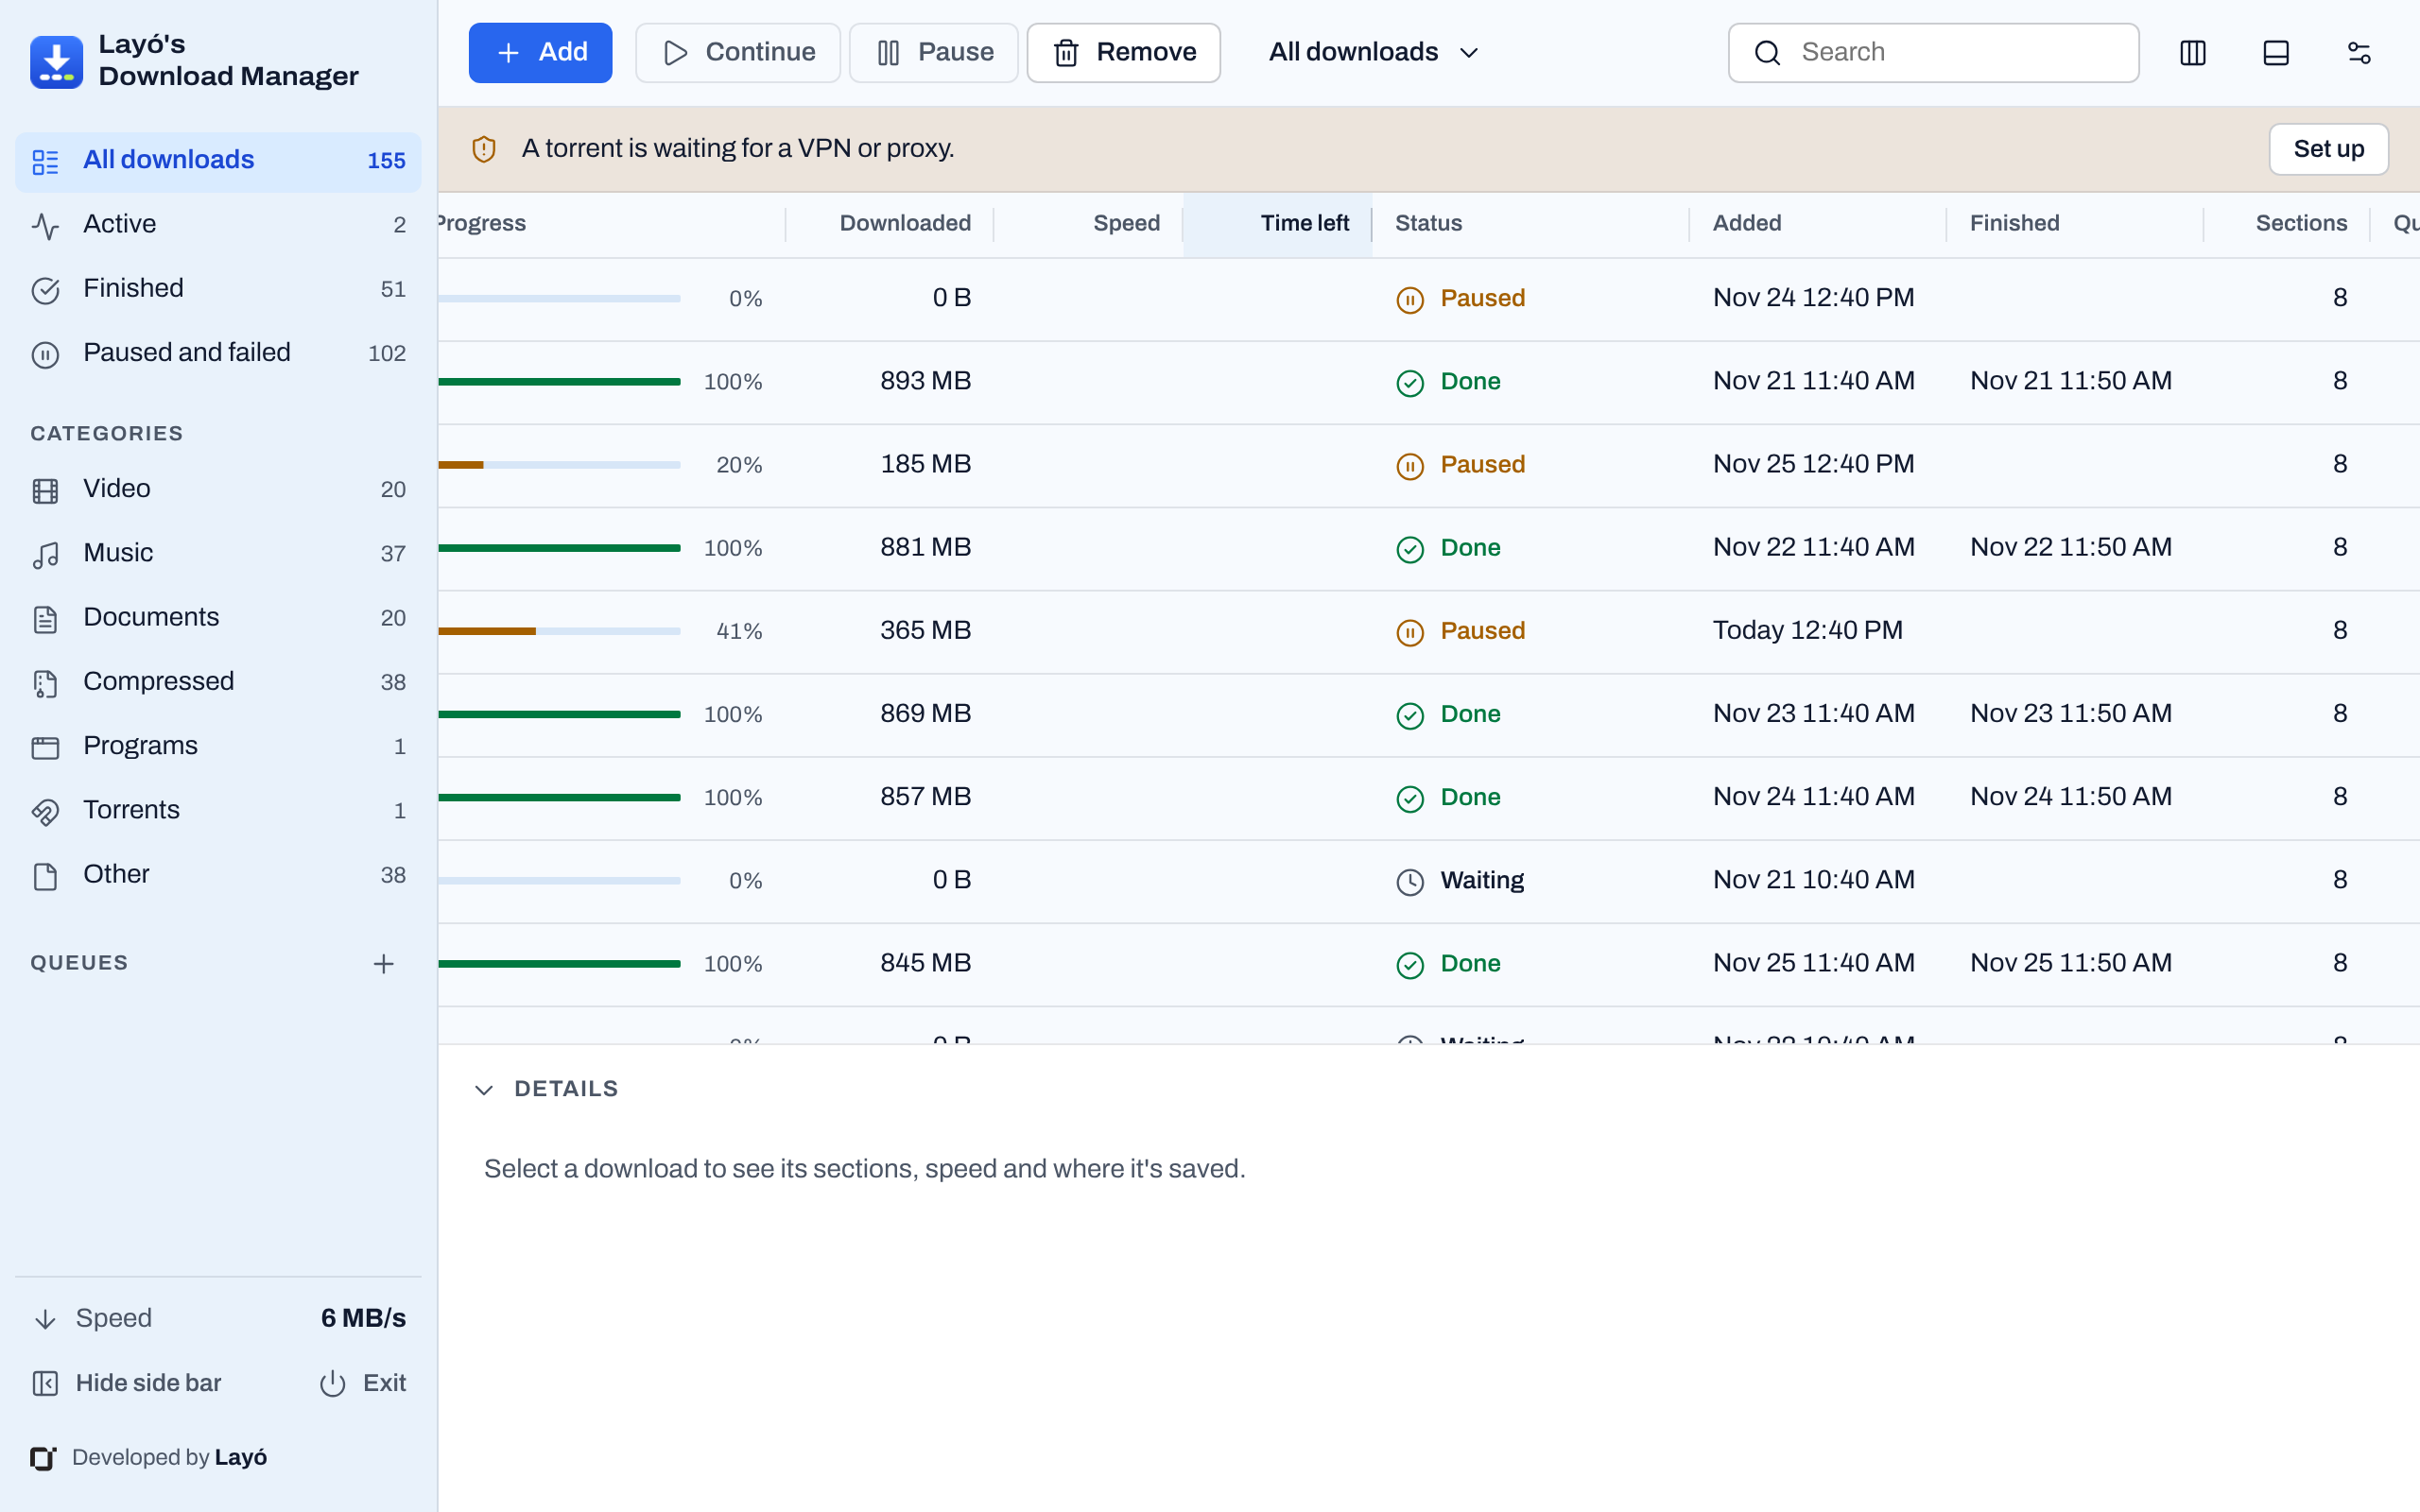 Layó's
Download Manager
All downloads 155
Active 2
Finished 51
Paused and failed 102
CATEGORIES
Video 20
Music 37
Documents 20
Compressed 38
Programs 1
Torrents 1
Other 38
QUEUES
Speed 6 MB/s
Hide side bar Exit
Developed by Layó
Add Continue Pause Remove All downloads Search
A torrent is waiting for a VPN or proxy. Set up
Progress Downloaded Speed Time left Status Added Finished Sections
0% 0 B Paused Nov 24 12:40 PM 8
100% 893 MB Done Nov 21 11:40 AM Nov 21 11:50 AM 8
20% 185 MB Paused Nov 25 12:40 PM 8
100% 881 MB Done Nov 22 11:40 AM Nov 22 11:50 AM 8
41% 365 MB Paused Today 12:40 PM 8
100% 869 MB Done Nov 23 11:40 AM Nov 23 11:50 AM 8
100% 857 MB Done Nov 24 11:40 AM Nov 24 11:50 AM 8
0% 0 B Waiting Nov 21 10:40 AM 8
100% 845 MB Done Nov 25 11:40 AM Nov 25 11:50 AM 8
DETAILS
Select a download to see its sections, speed and where it's saved.